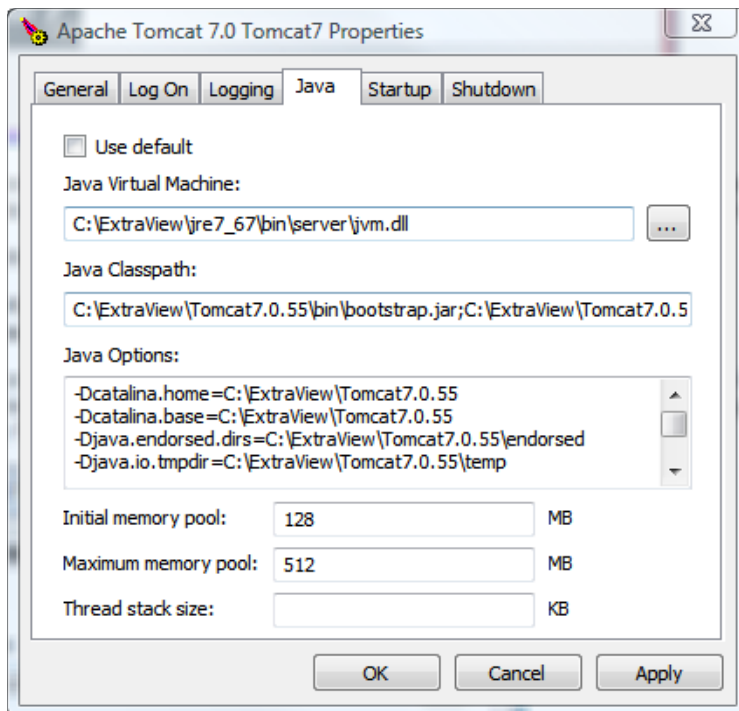 Apache Tomcat 7.0 Tomcat7 Properties
General Log On Logging Java Startup Shutdown
Use default
Java Virtual Machine:
C:\ExtraView\jre7_67\bin\server\jvm.dll
...
Java Classpath:
C:\ExtraView\Tomcat7.0.55\bin\bootstrap.jar;C:\ExtraView\Tomcat7.0.5
Java Options:
-Dcatalina.home=C:\ExtraView\Tomcat7.0.55
-Dcatalina.base=C:\ExtraView\Tomcat7.0.55
-Djava.endorsed.dirs=C:\ExtraView\Tomcat7.0.55\endorsed
-Djava.io.tmpdir=C:\ExtraView\Tomcat7.0.55\temp
Initial memory pool: 128 MB
Maximum memory pool: 512 MB
Thread stack size: KB
OK Cancel Apply